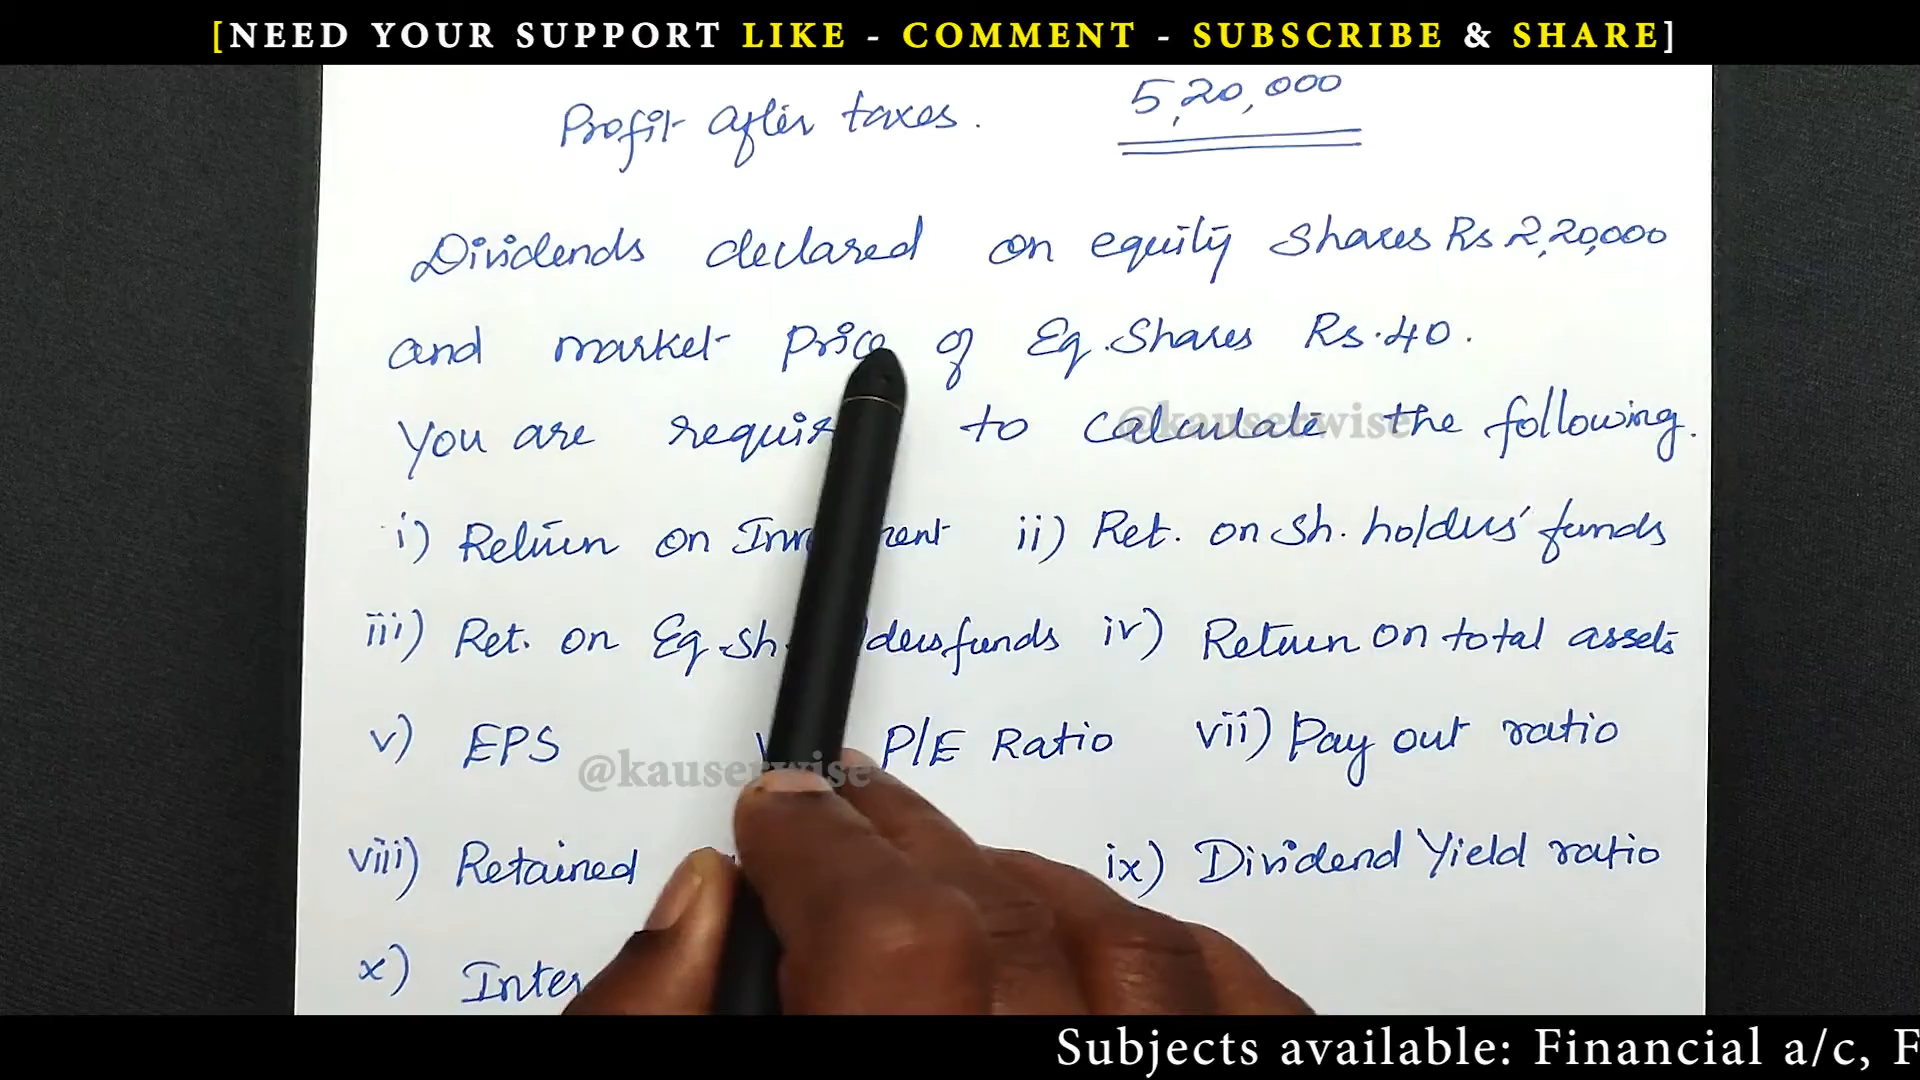 [NEED YOUR SUPPORT LIKE - COMMENT - SUBSCRIBE & SHARE]
Profit after taxes. 5,20,000
Dividends declared on equity shares Rs 2,20,000
and market price of Eq. Shares Rs. 40.
You are to calculate the following.
@kauserwise
i) Return on ii) Ret. on Sh. holders' funds
iii) Ret. on Eq. Sh. funds iv) Return on total assets
v) EPS P/E Ratio vii) Pay out ratio
@kauserwise
viii) Retained ix) Dividend Yield ratio
x)
Subjects available: Financial a/c, F